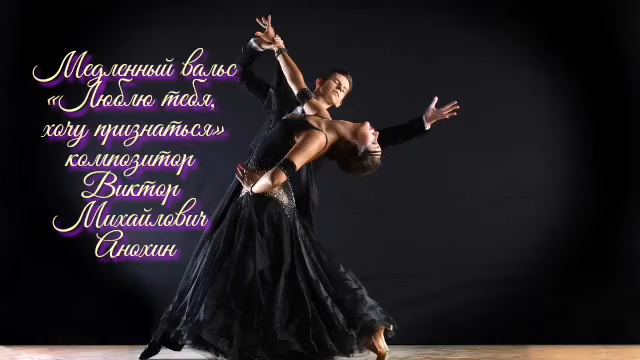 Медленный вальс
«Люблю тебя,
хочу признаться»
композитор
Виктор
Михайлович
Анохин